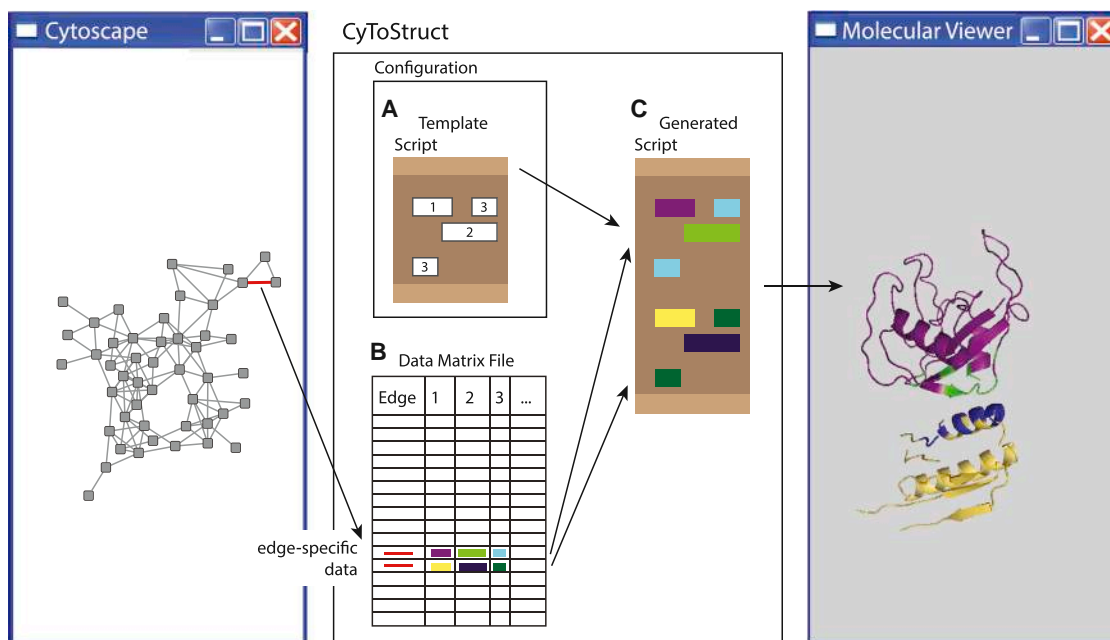 Cytoscape
CyToStruct
Molecular Viewer
Configuration
A
Template
Script
1
3
2
3
C
Generated
Script
B
Data Matrix File
Edge 1 2 3 ...
edge-specific
data